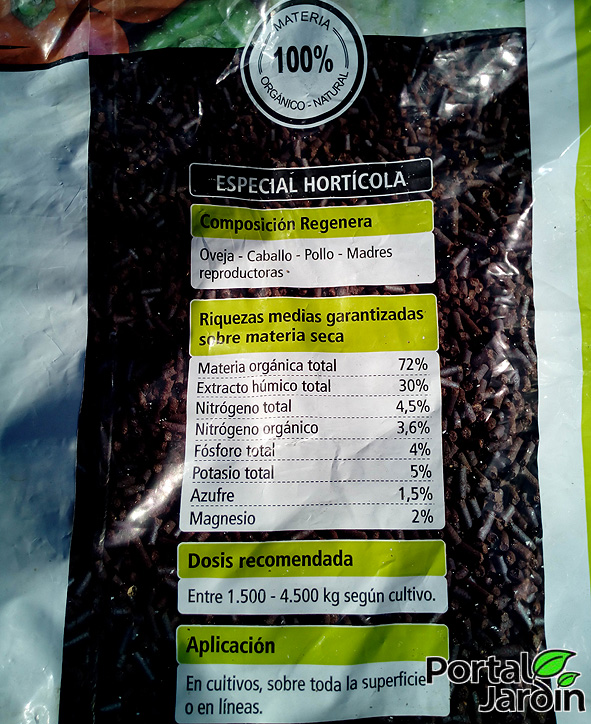 MATERIA
100%
ORGÁNICO - NATURAL
ESPECIAL HORTÍCOLA
Composición Regenera
Oveja - Caballo - Pollo - Madres
reproductoras -
Riquezas medias garantizadas
sobre materia seca
Materia orgánica total 72%
Extracto húmico total 30%
Nitrógeno total 4,5%
Nitrógeno orgánico 3,6%
Fósforo total 4%
Potasio total 5%
Azufre 1,5%
Magnesio 2%
Dosis recomendada
Entre 1.500 - 4.500 kg según cultivo.
Aplicación
En cultivos, sobre toda la superficie
o en líneas.
Portal
Jardín